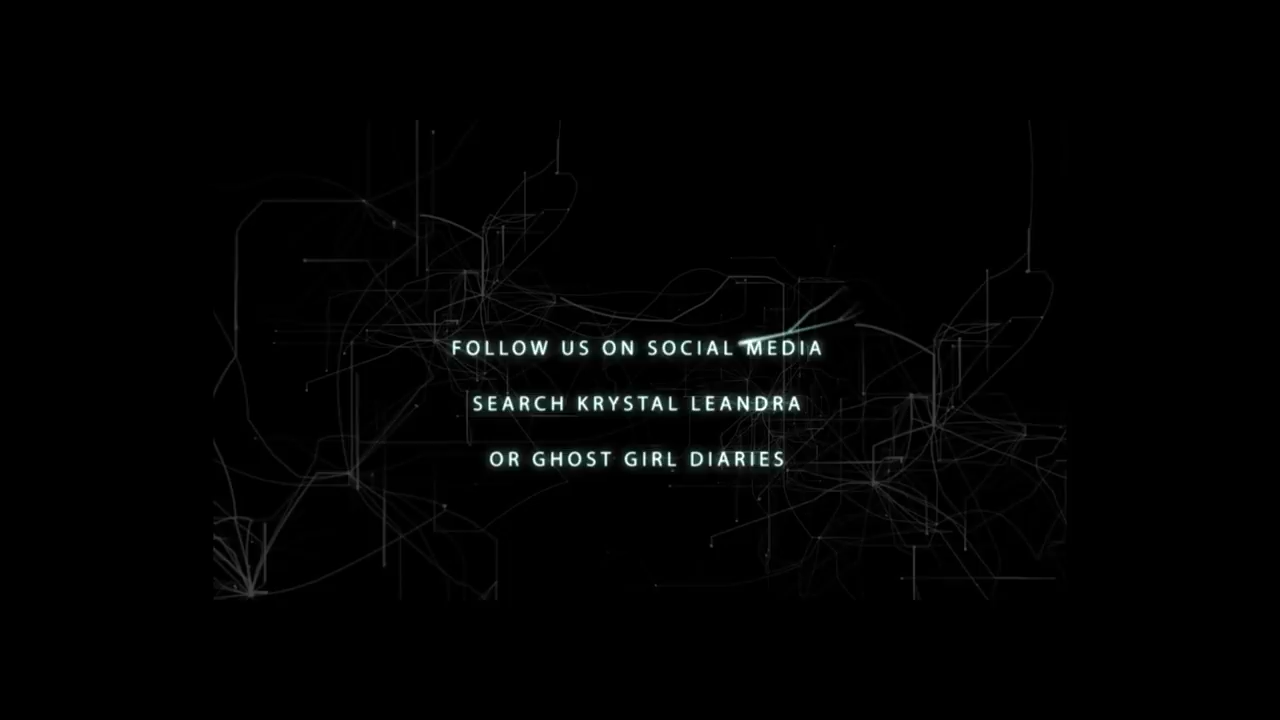 FOLLOW US ON SOCIAL MEDIA
SEARCH KRYSTAL LEANDRA
OR GHOST GIRL DIARIES